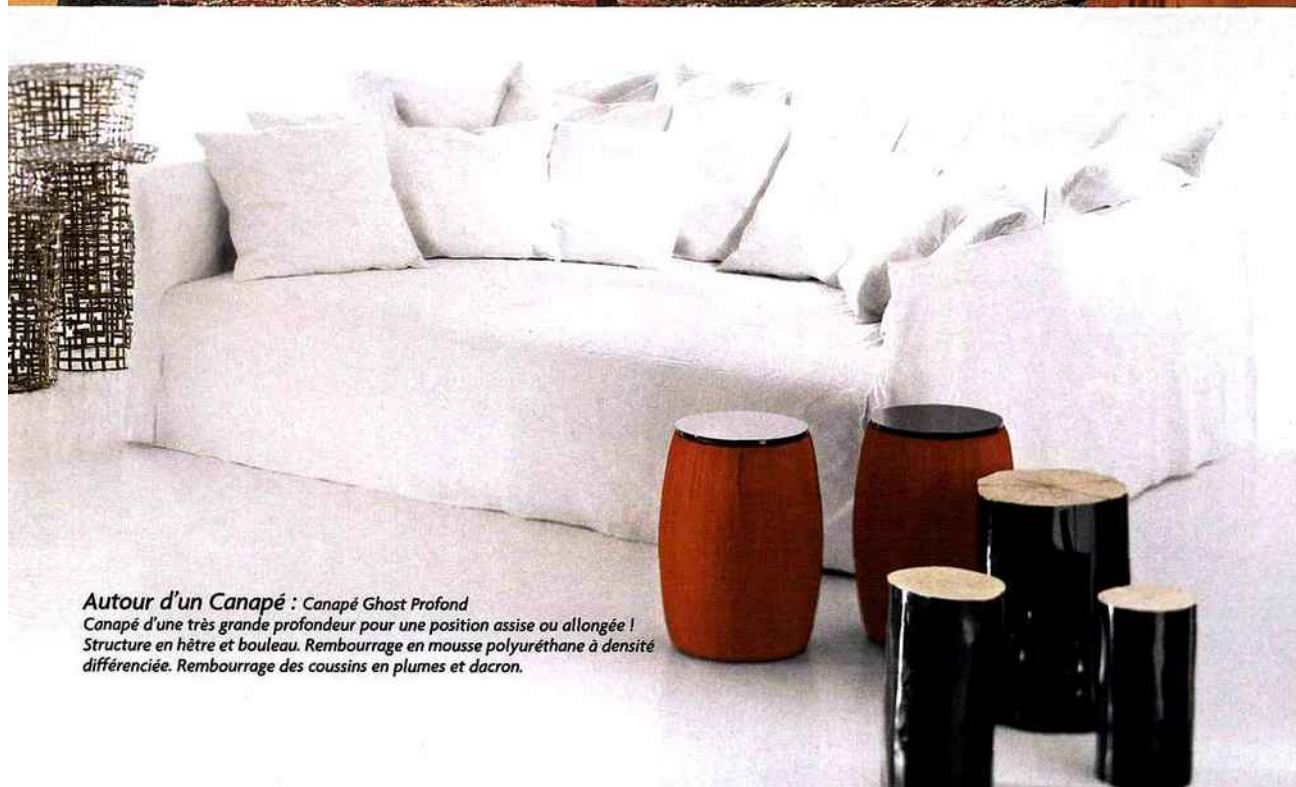 Autour d'un Canapé : Canapé Ghost Profond
Canapé d'une très grande profondeur pour une position assise ou allongée !
Structure en hêtre et bouleau. Rembourrage en mousse polyuréthane à densité
différenciée. Rembourrage des coussins en plumes et dacron.